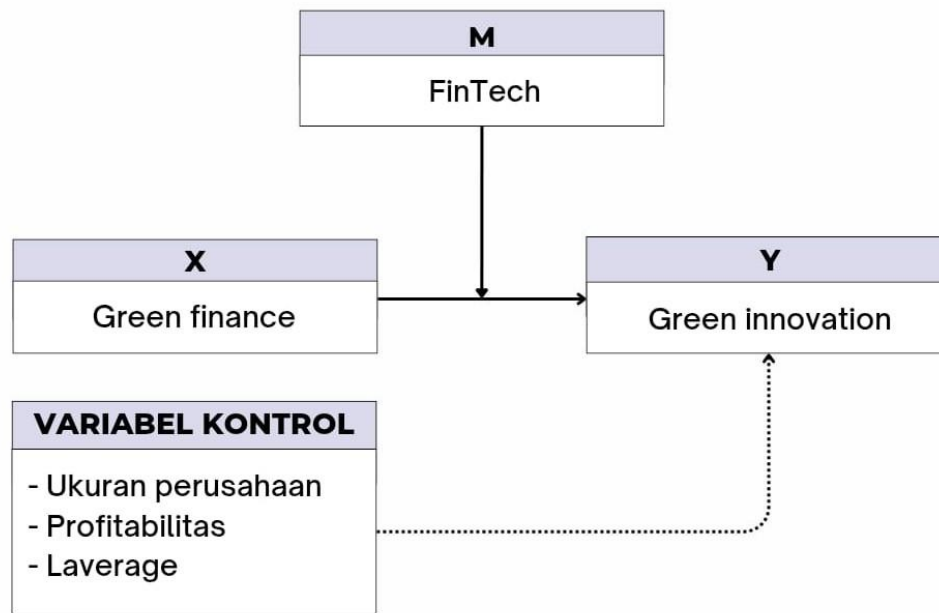 M
FinTech
X
Green finance
Y
Green innovation
VARIABEL KONTROL
- Ukuran perusahaan
- Profitabilitas
- Laverage